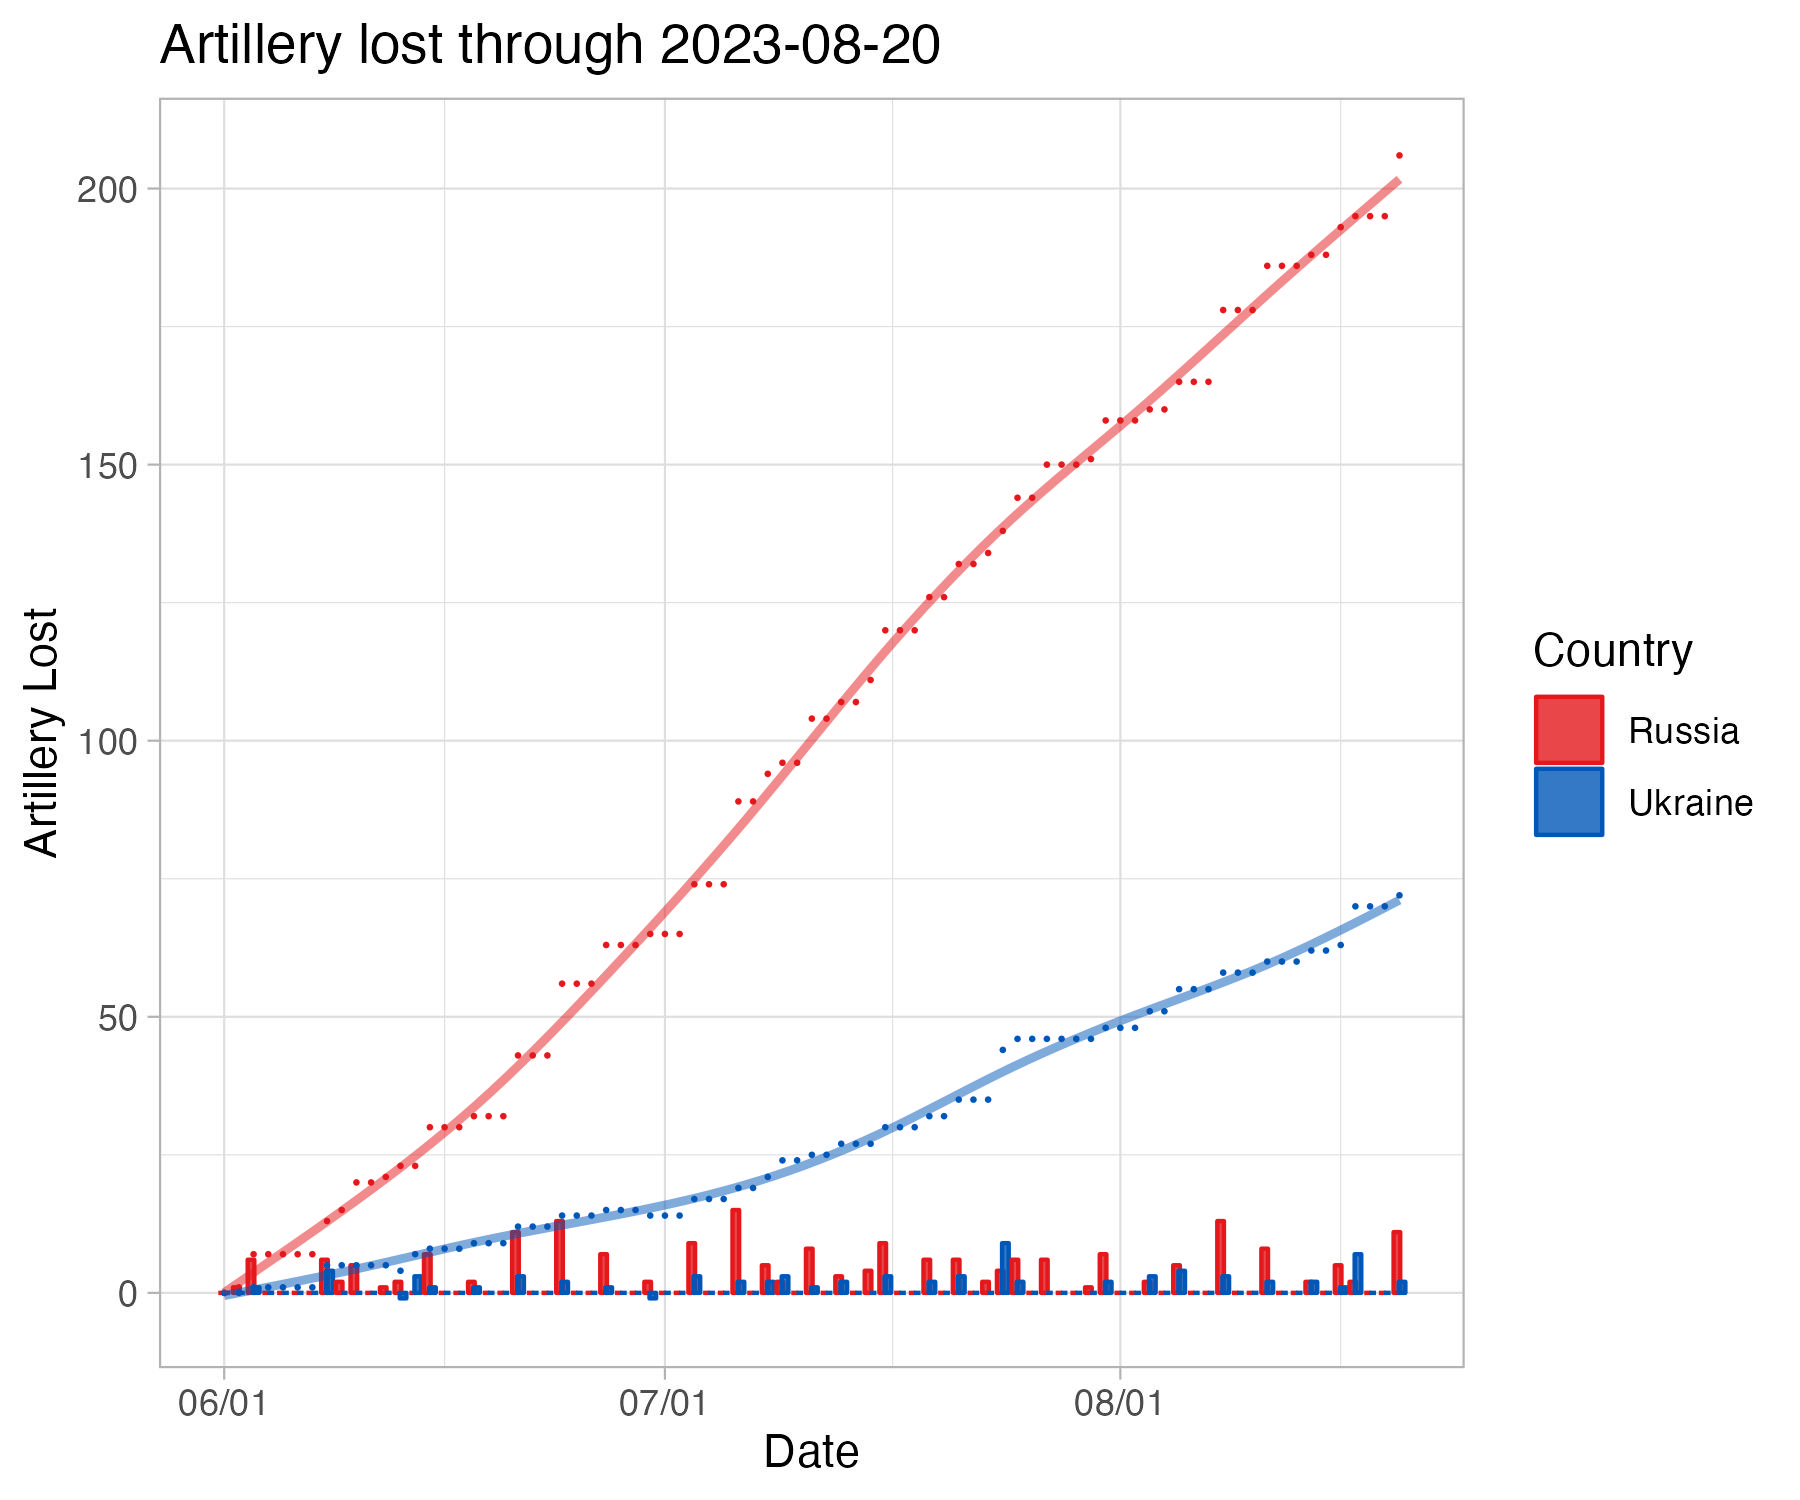 Artillery lost through 2023-08-20
Artillery Lost
200
150
100
50
0
06/01
07/01
08/01
Date
Country
Russia
Ukraine